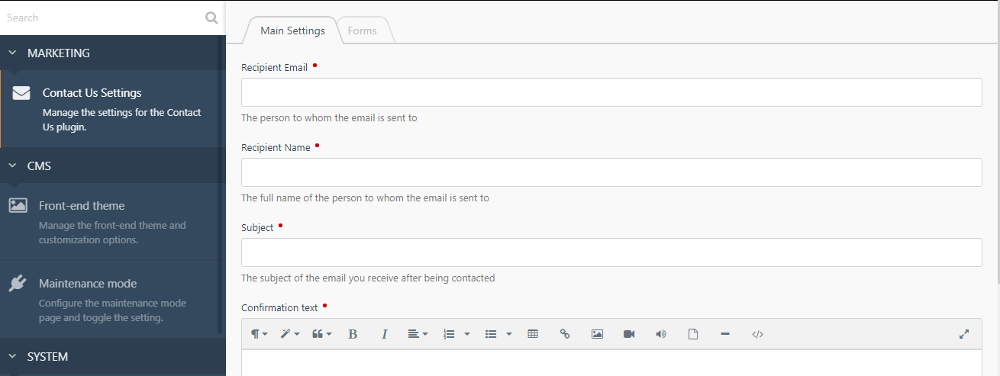 Search
MARKETING
Contact Us Settings
Manage the settings for the Contact
Us plugin.
CMS
Front-end theme
Manage the front-end theme and
customization options.
Maintenance mode
Configure the maintenance mode
page and toggle the setting.
SYSTEM
Main Settings
Forms
Recipient Email
The person to whom the email is sent to
Recipient Name
The full name of the person to whom the email is sent to
Subject
The subject of the email you receive after being contacted
Confirmation text